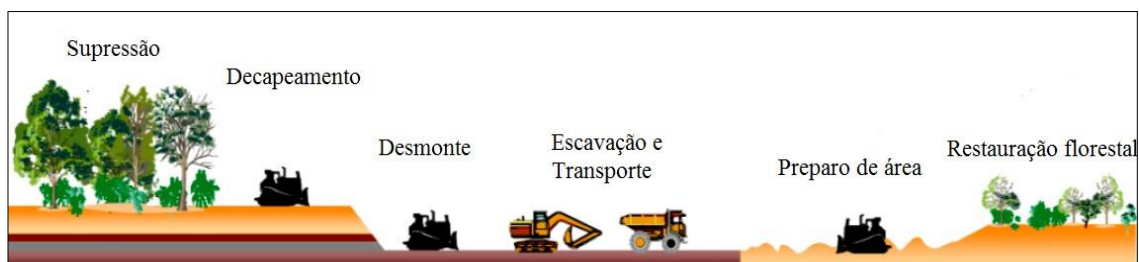 Supressão
Decapeamento
Desmonte
Escavação e
Transporte
Preparo de área
Restauração florestal